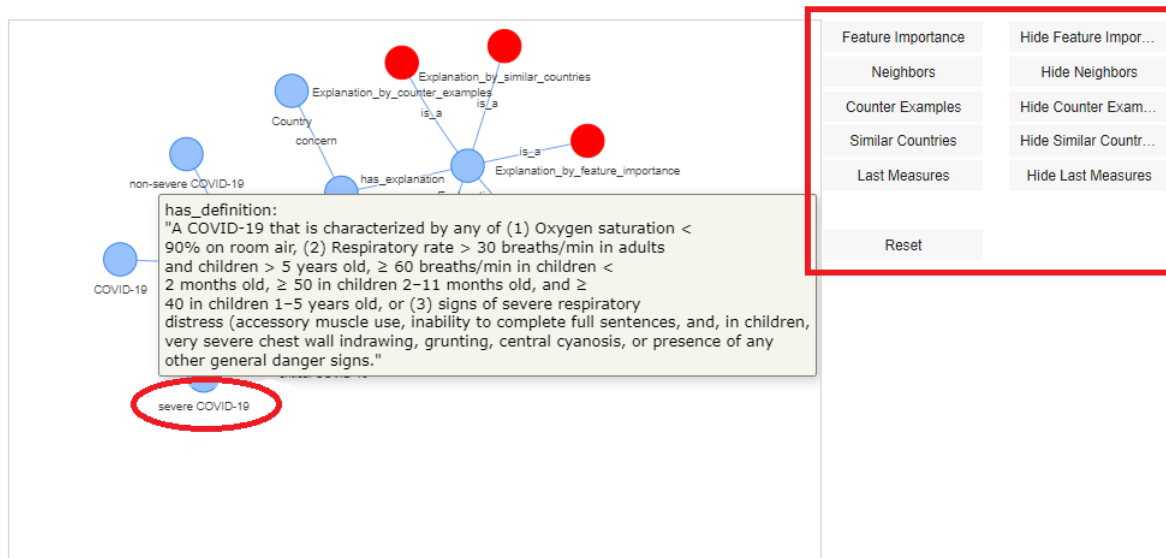 Explanation_by_similar_countries
Explanation_by_counter_examples
is_a
is_a
Country
concern
is_a
Explanation_by_feature_importance
has_explanation
non-severe COVID-19
COVID-19
has_definition:
"A COVID-19 that is characterized by any of (1) Oxygen saturation <
90% on room air, (2) Respiratory rate > 30 breaths/min in adults
and children > 5 years old, ≥ 60 breaths/min in children <
2 months old, ≥ 50 in children 2–11 months old, and ≥
40 in children 1–5 years old, or (3) signs of severe respiratory
distress (accessory muscle use, inability to complete full sentences, and, in children,
very severe chest wall indrawing, grunting, central cyanosis, or presence of any
other general danger signs."
severe COVID-19
Feature Importance
Hide Feature Impor...
Neighbors
Hide Neighbors
Counter Examples
Hide Counter Exam...
Similar Countries
Hide Similar Countr...
Last Measures
Hide Last Measures
Reset